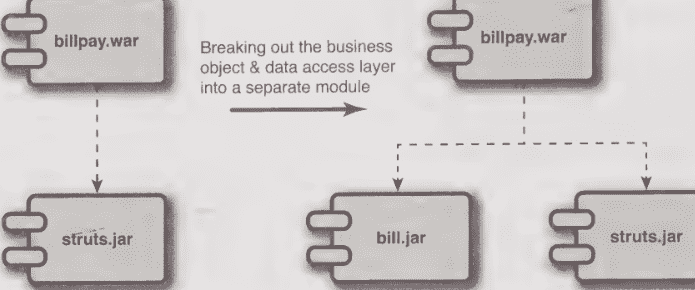 billpay.war
Breaking out the business
object & data access layer
into a separate module
billpay.war
struts.jar
bill.jar
struts.jar